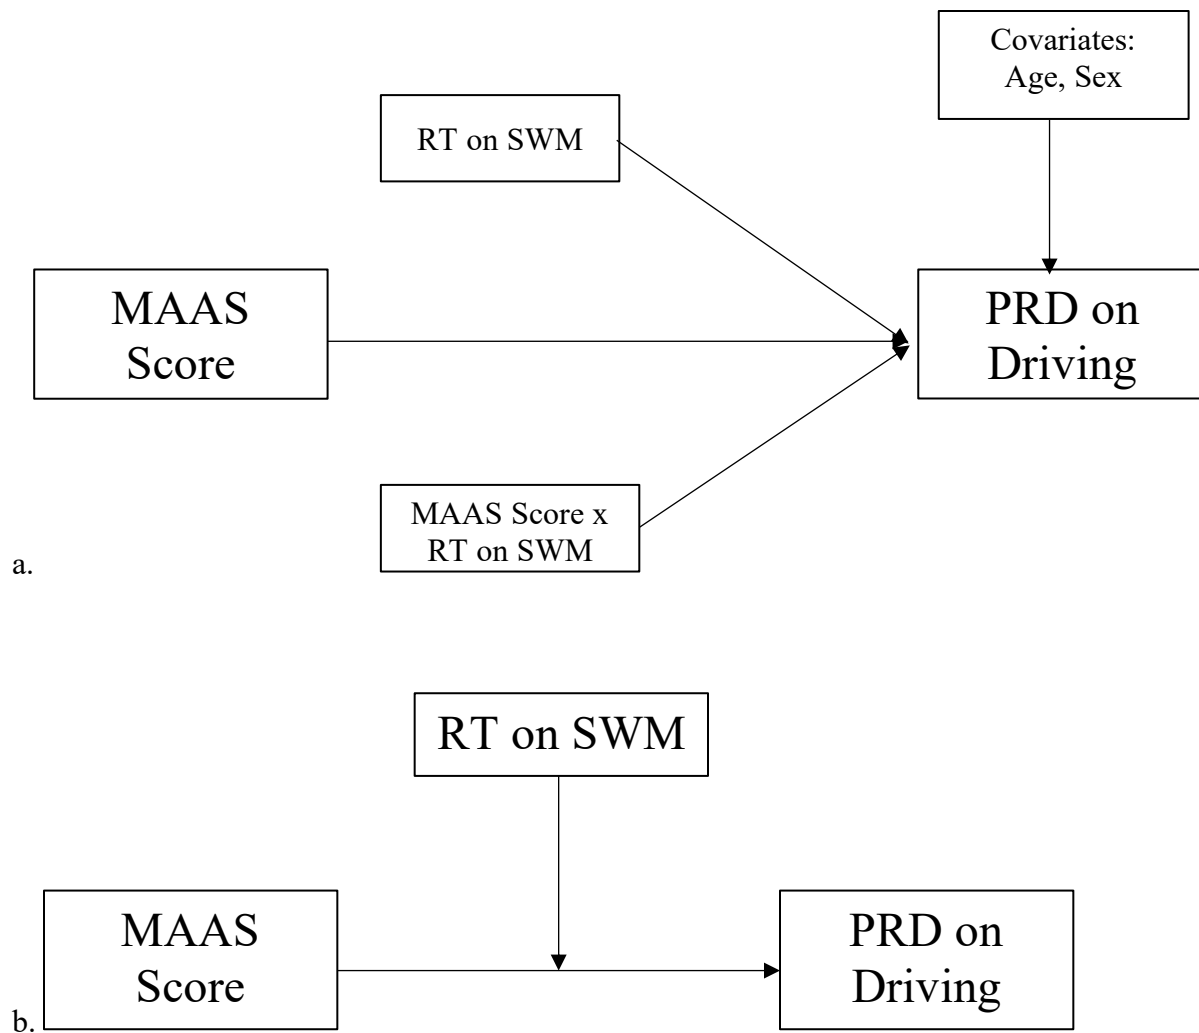 Covariates:
Age, Sex
RT on SWM
MAAS
Score
PRD on
Driving
MAAS Score x
RT on SWM
a.
RT on SWM
MAAS
Score
PRD on
Driving
b.